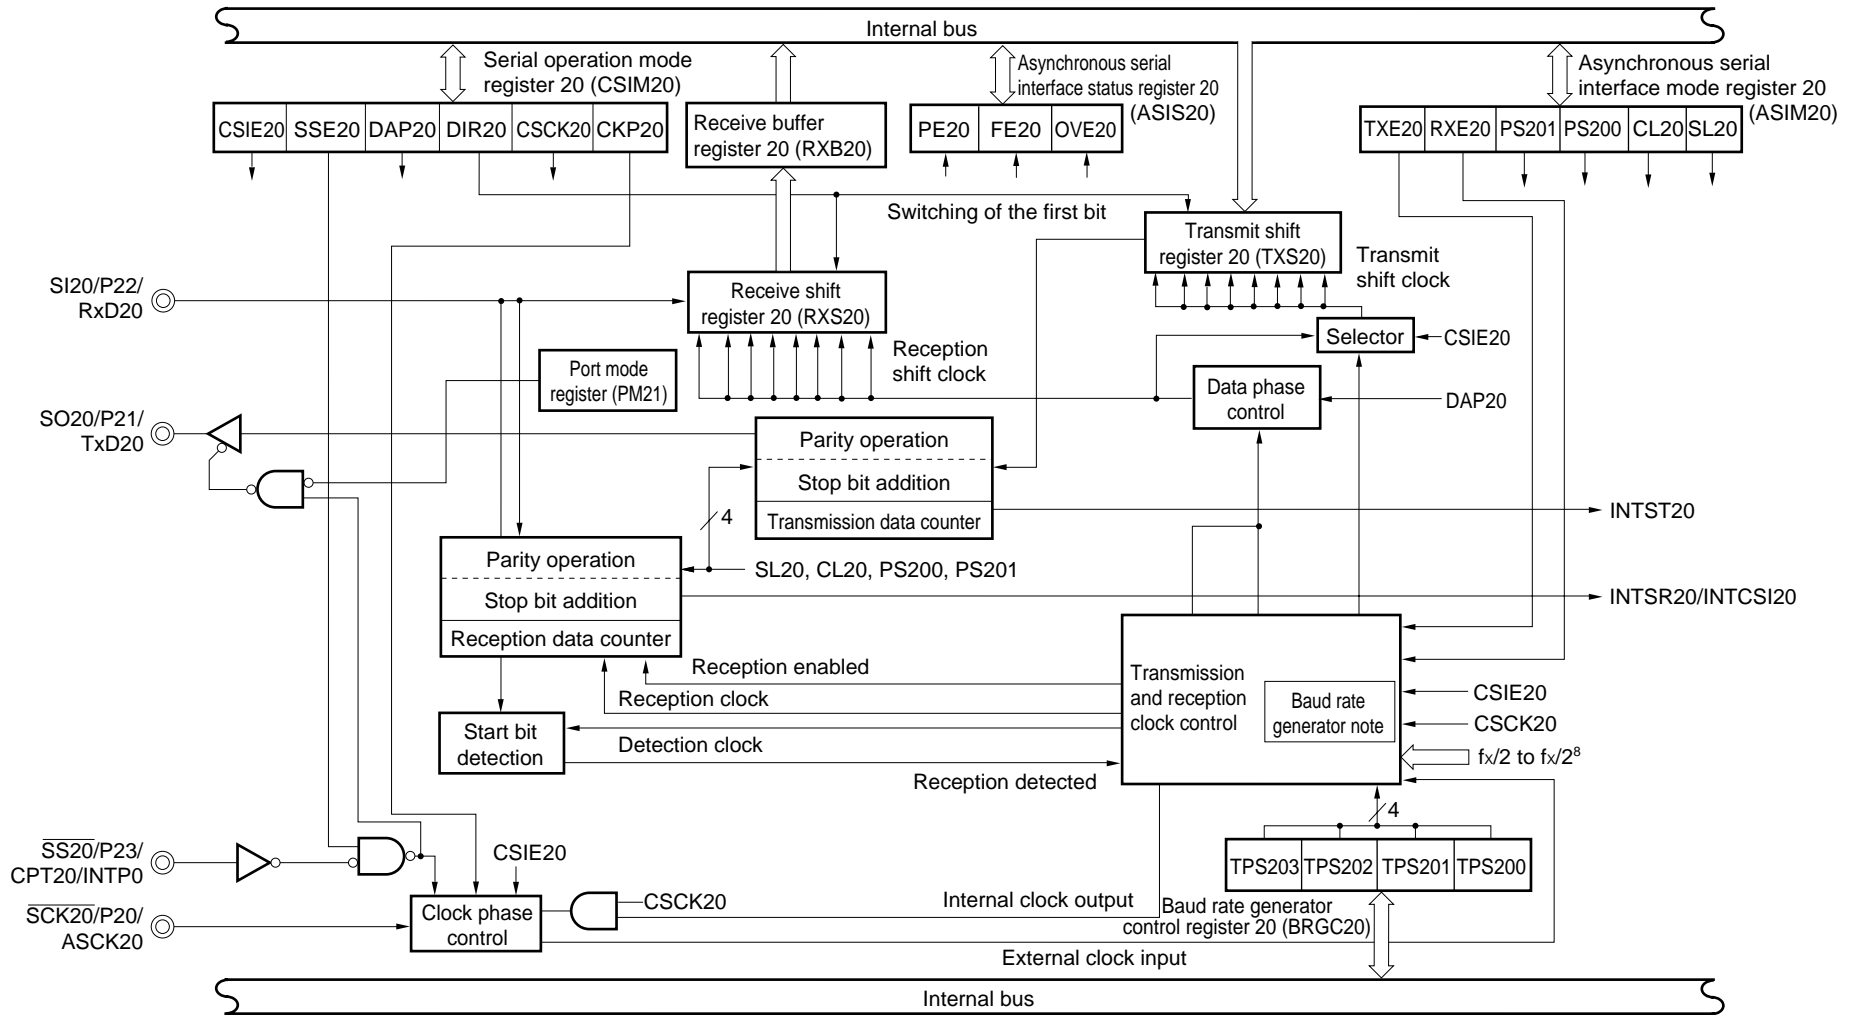 Internal bus
Serial operation mode
register 20 (CSIM20)
Asynchronous serial
interface status register 20
(ASIS20)
Asynchronous serial
interface mode register 20
(ASIM20)
CSIE20 SSE20 DAP20 DIR20 CSCK20 CKP20
Receive buffer
register 20 (RXB20)
PE20 FE20 OVE20
TXE20 RXE20 PS201 PS200 CL20 SL20
Switching of the first bit
Transmit shift
register 20 (TXS20)
Transmit
shift clock
SI20/P22/
RxD20
Receive shift
register 20 (RXS20)
Selector
CSIE20
Reception
shift clock
Port mode
register (PM21)
Data phase
control
DAP20
SO20/P21/
TxD20
Parity operation
Stop bit addition
Transmission data counter
4
INTST20
Parity operation
Stop bit addition
Reception data counter
SL20, CL20, PS200, PS201
INTSR20/INTCSI20
Reception enabled
Reception clock
Transmission
and reception
clock control
Baud rate
generator note
CSIE20
CSCK20
fX/2 to fX/2⁸
Start bit
detection
Detection clock
Reception detected
4
SS20/P23/
CPT20/INTP0
CSIE20
TPS203 TPS202 TPS201 TPS200
SCK20/P20/
ASCK20
Clock phase
control
CSCK20
Internal clock output
Baud rate generator
control register 20 (BRGC20)
External clock input
Internal bus